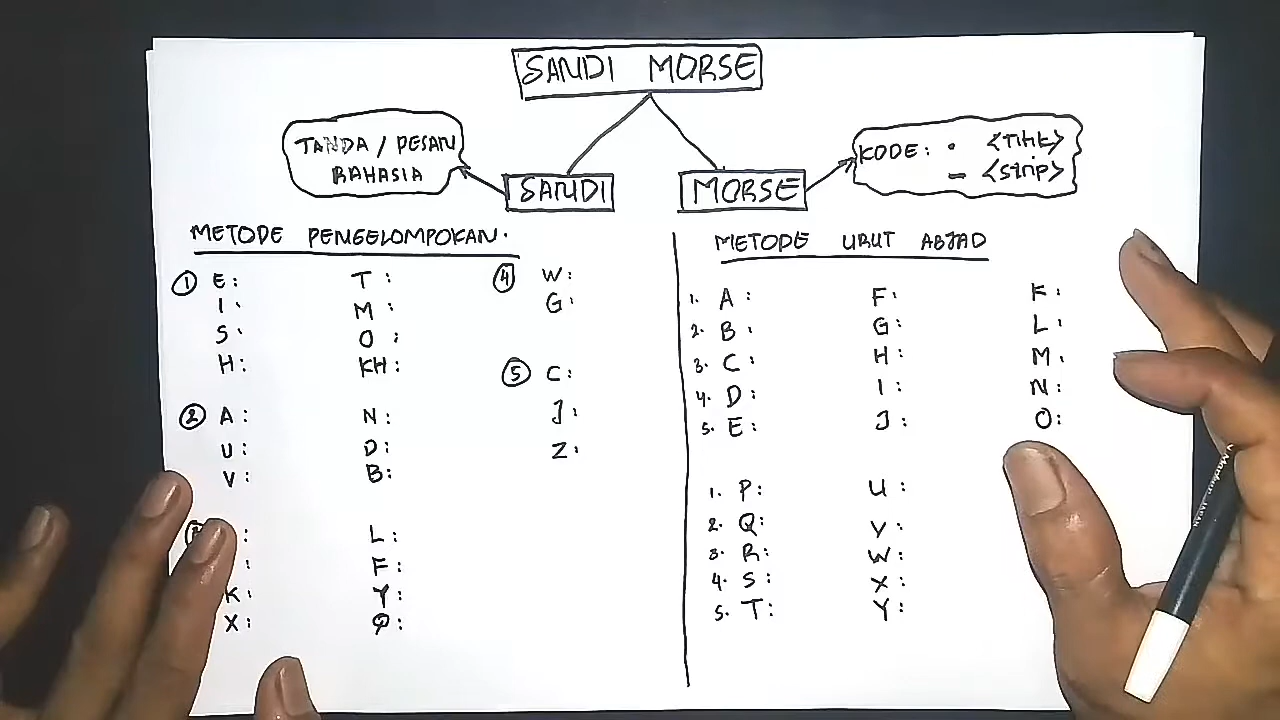 SANDI MORSE
TANDA / PESAN
RAHASIA
SANDI
MORSE
KODE: • <Titik>
– <Strip>
METODE PENGELOMPOKAN.
① E: T:
I: M:
S: O:
H: KH:
② A: N:
U: D:
V: B:
: L:
: F:
K: Y:
X: Q:
④ W:
G:
⑤ C:
J:
Z:
METODE URUT ABJAD
1. A: F: K:
2. B: G: L:
3. C: H: M:
4. D: I: N:
5. E: J: O:
1. P: U:
2. Q: V:
3. R: W:
4. S: X:
5. T: Y: